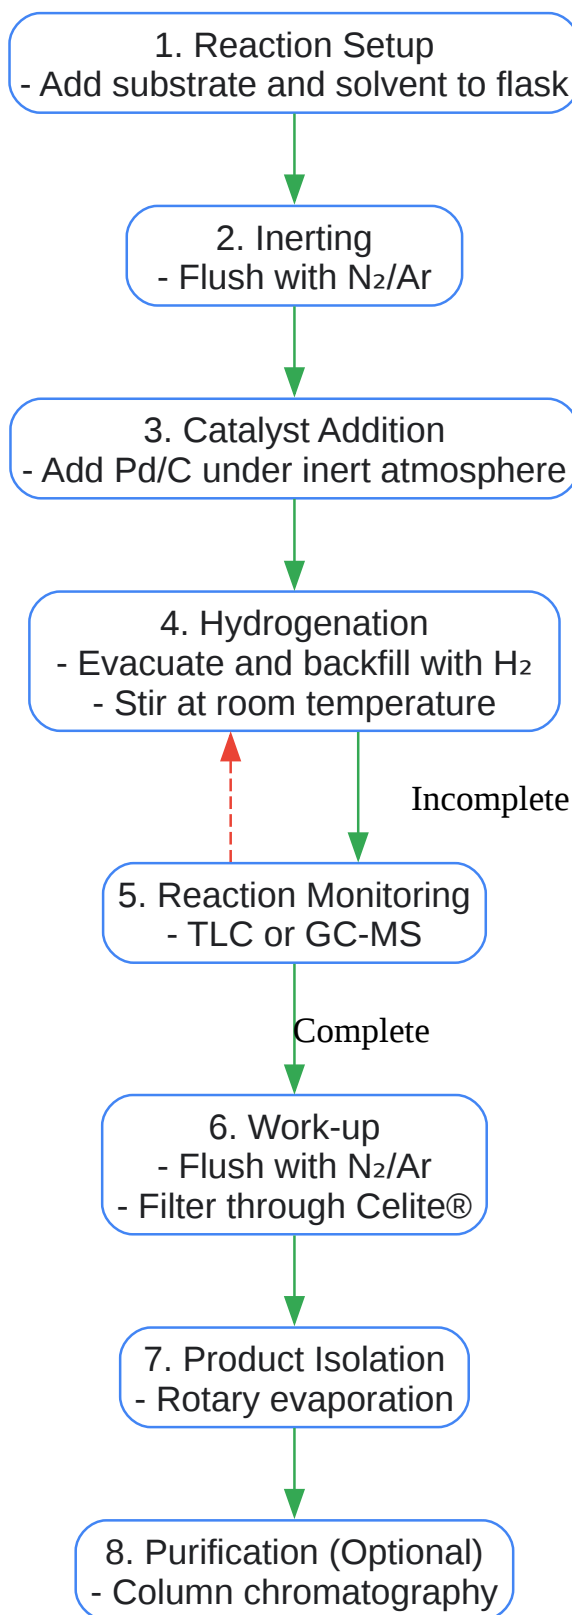 1. Reaction Setup
- Add substrate and solvent to flask
2. Inerting
- Flush with N₂/Ar
3. Catalyst Addition
- Add Pd/C under inert atmosphere
4. Hydrogenation
- Evacuate and backfill with H₂
- Stir at room temperature
Incomplete
5. Reaction Monitoring
- TLC or GC-MS
Complete
6. Work-up
- Flush with N₂/Ar
- Filter through Celite®
7. Product Isolation
- Rotary evaporation
8. Purification (Optional)
- Column chromatography